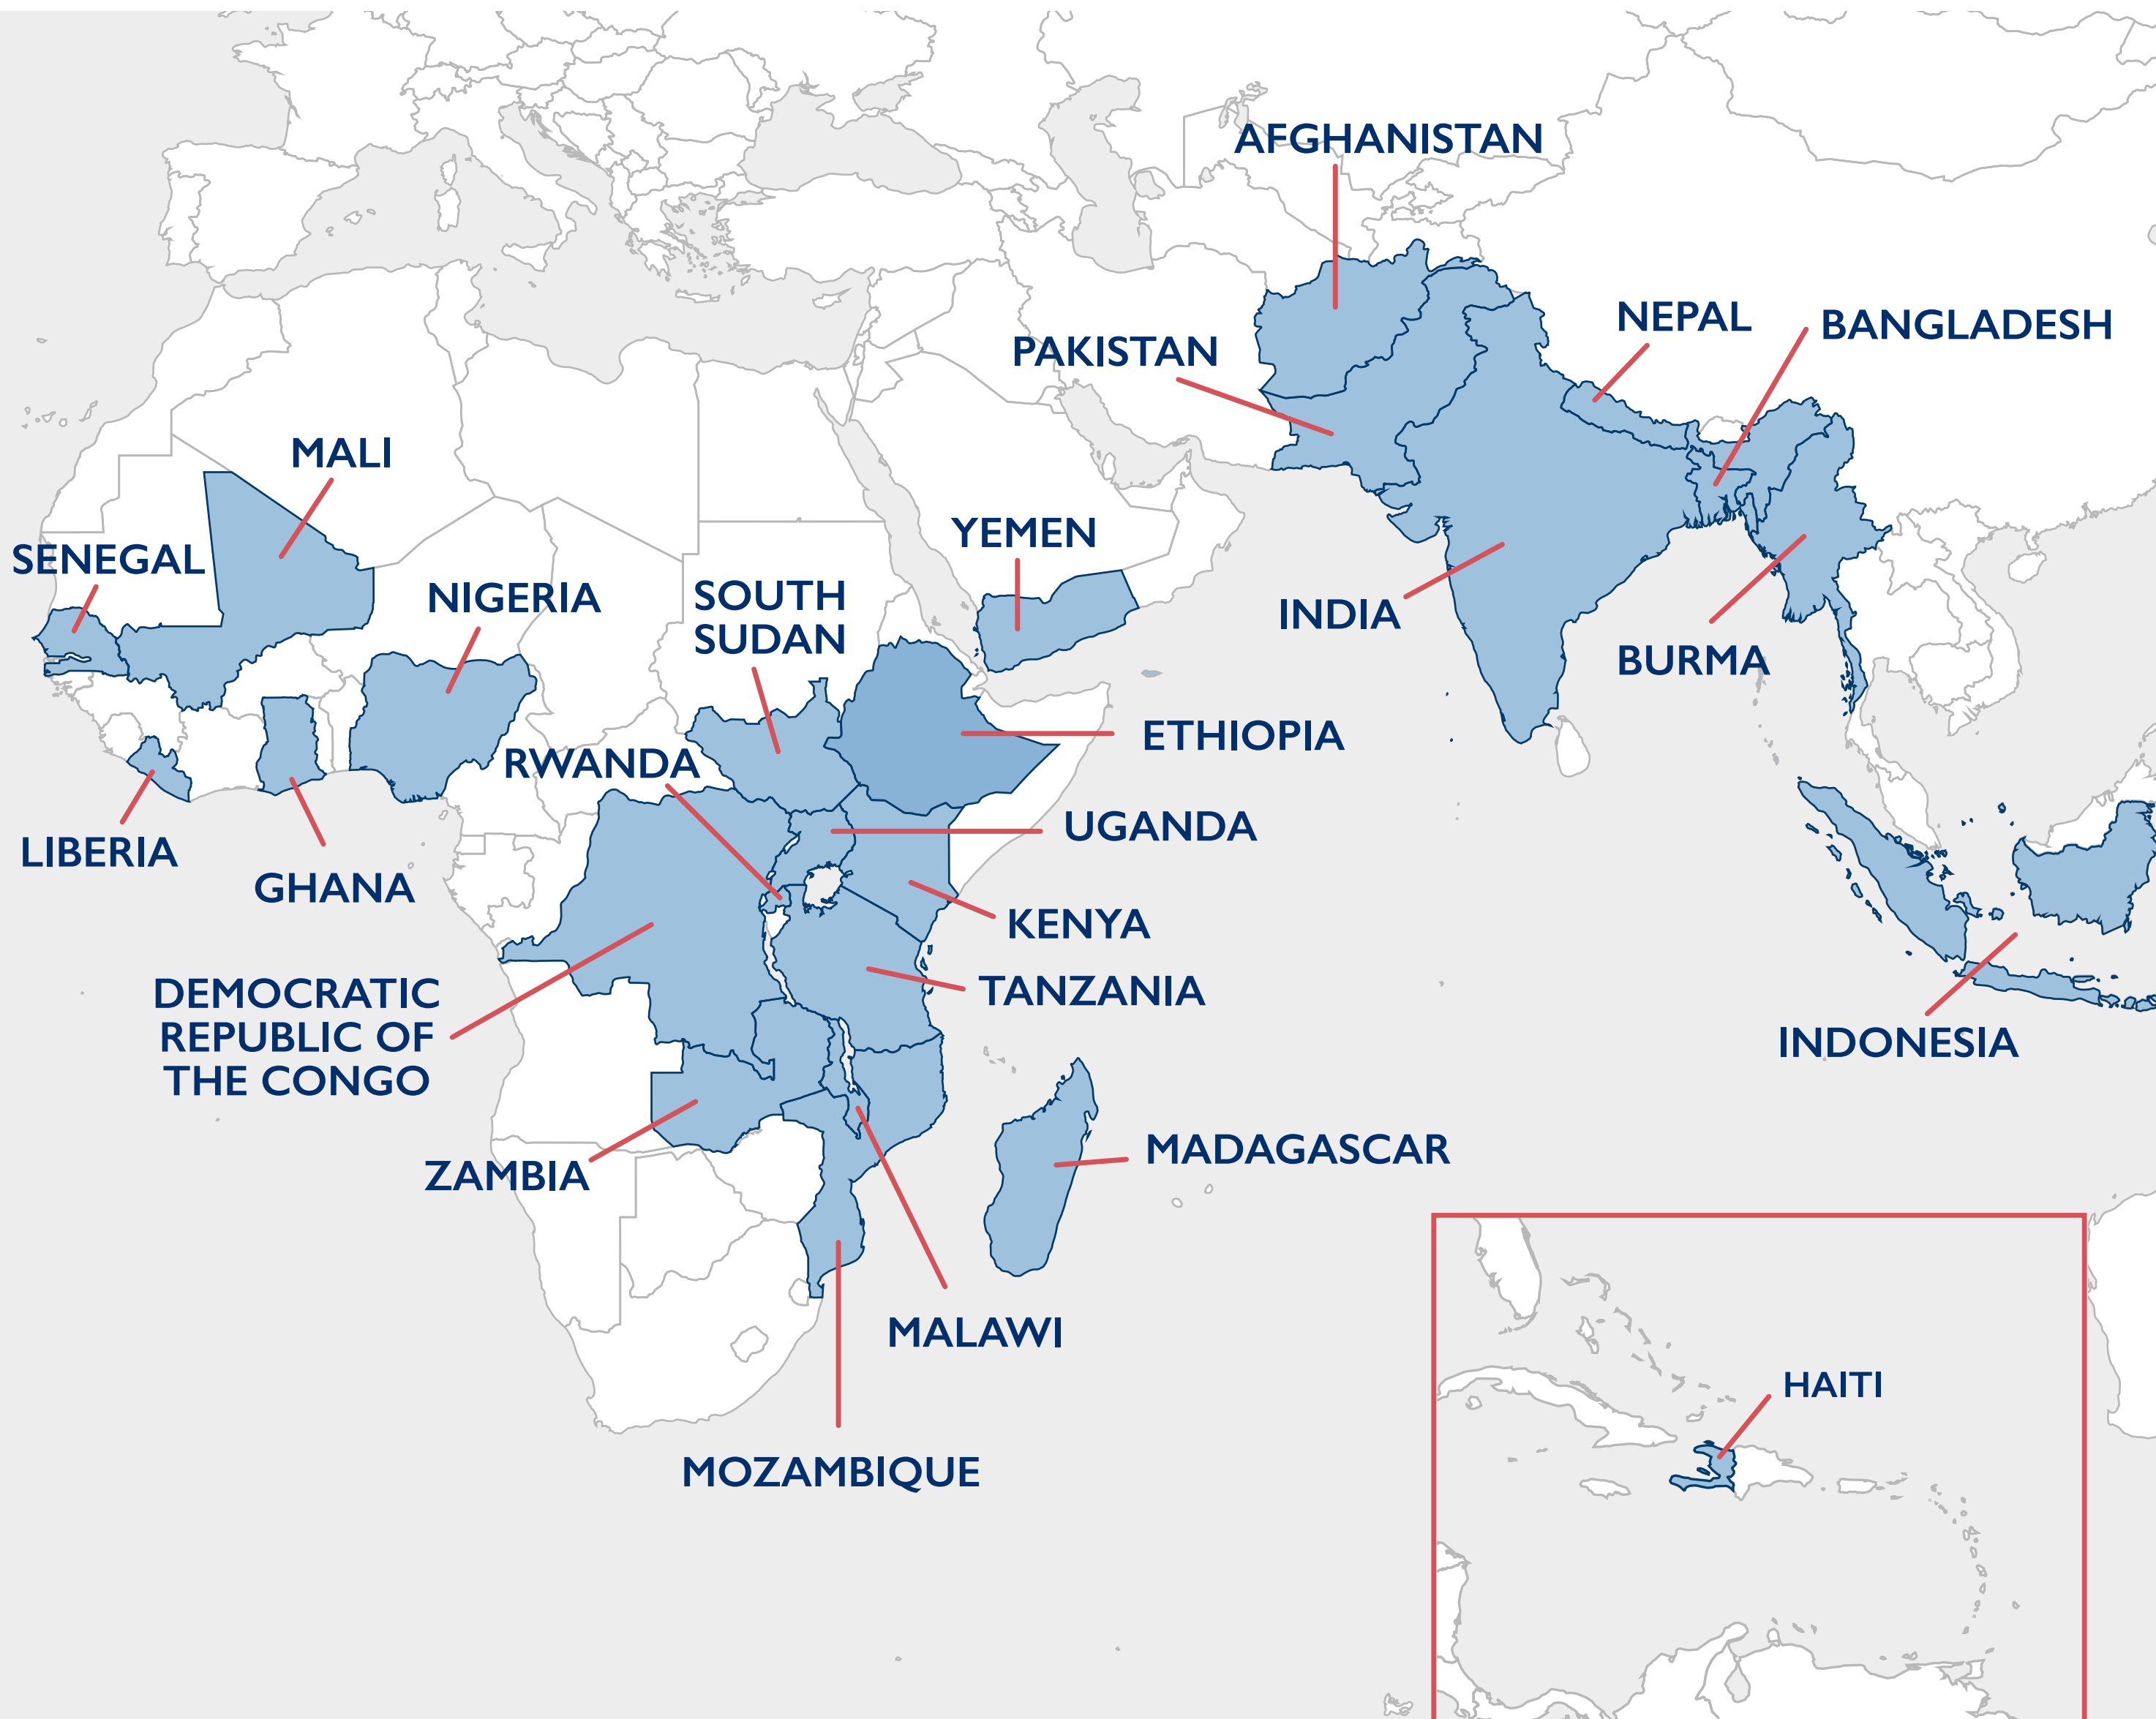 AFGHANISTAN
NEPAL
BANGLADESH
PAKISTAN
MALI
YEMEN
SENEGAL
NIGERIA
SOUTH
SUDAN
INDIA
BURMA
ETHIOPIA
RWANDA
UGANDA
LIBERIA
GHANA
KENYA
TANZANIA
DEMOCRATIC
REPUBLIC OF
THE CONGO
INDONESIA
MADAGASCAR
ZAMBIA
MALAWI
HAITI
MOZAMBIQUE